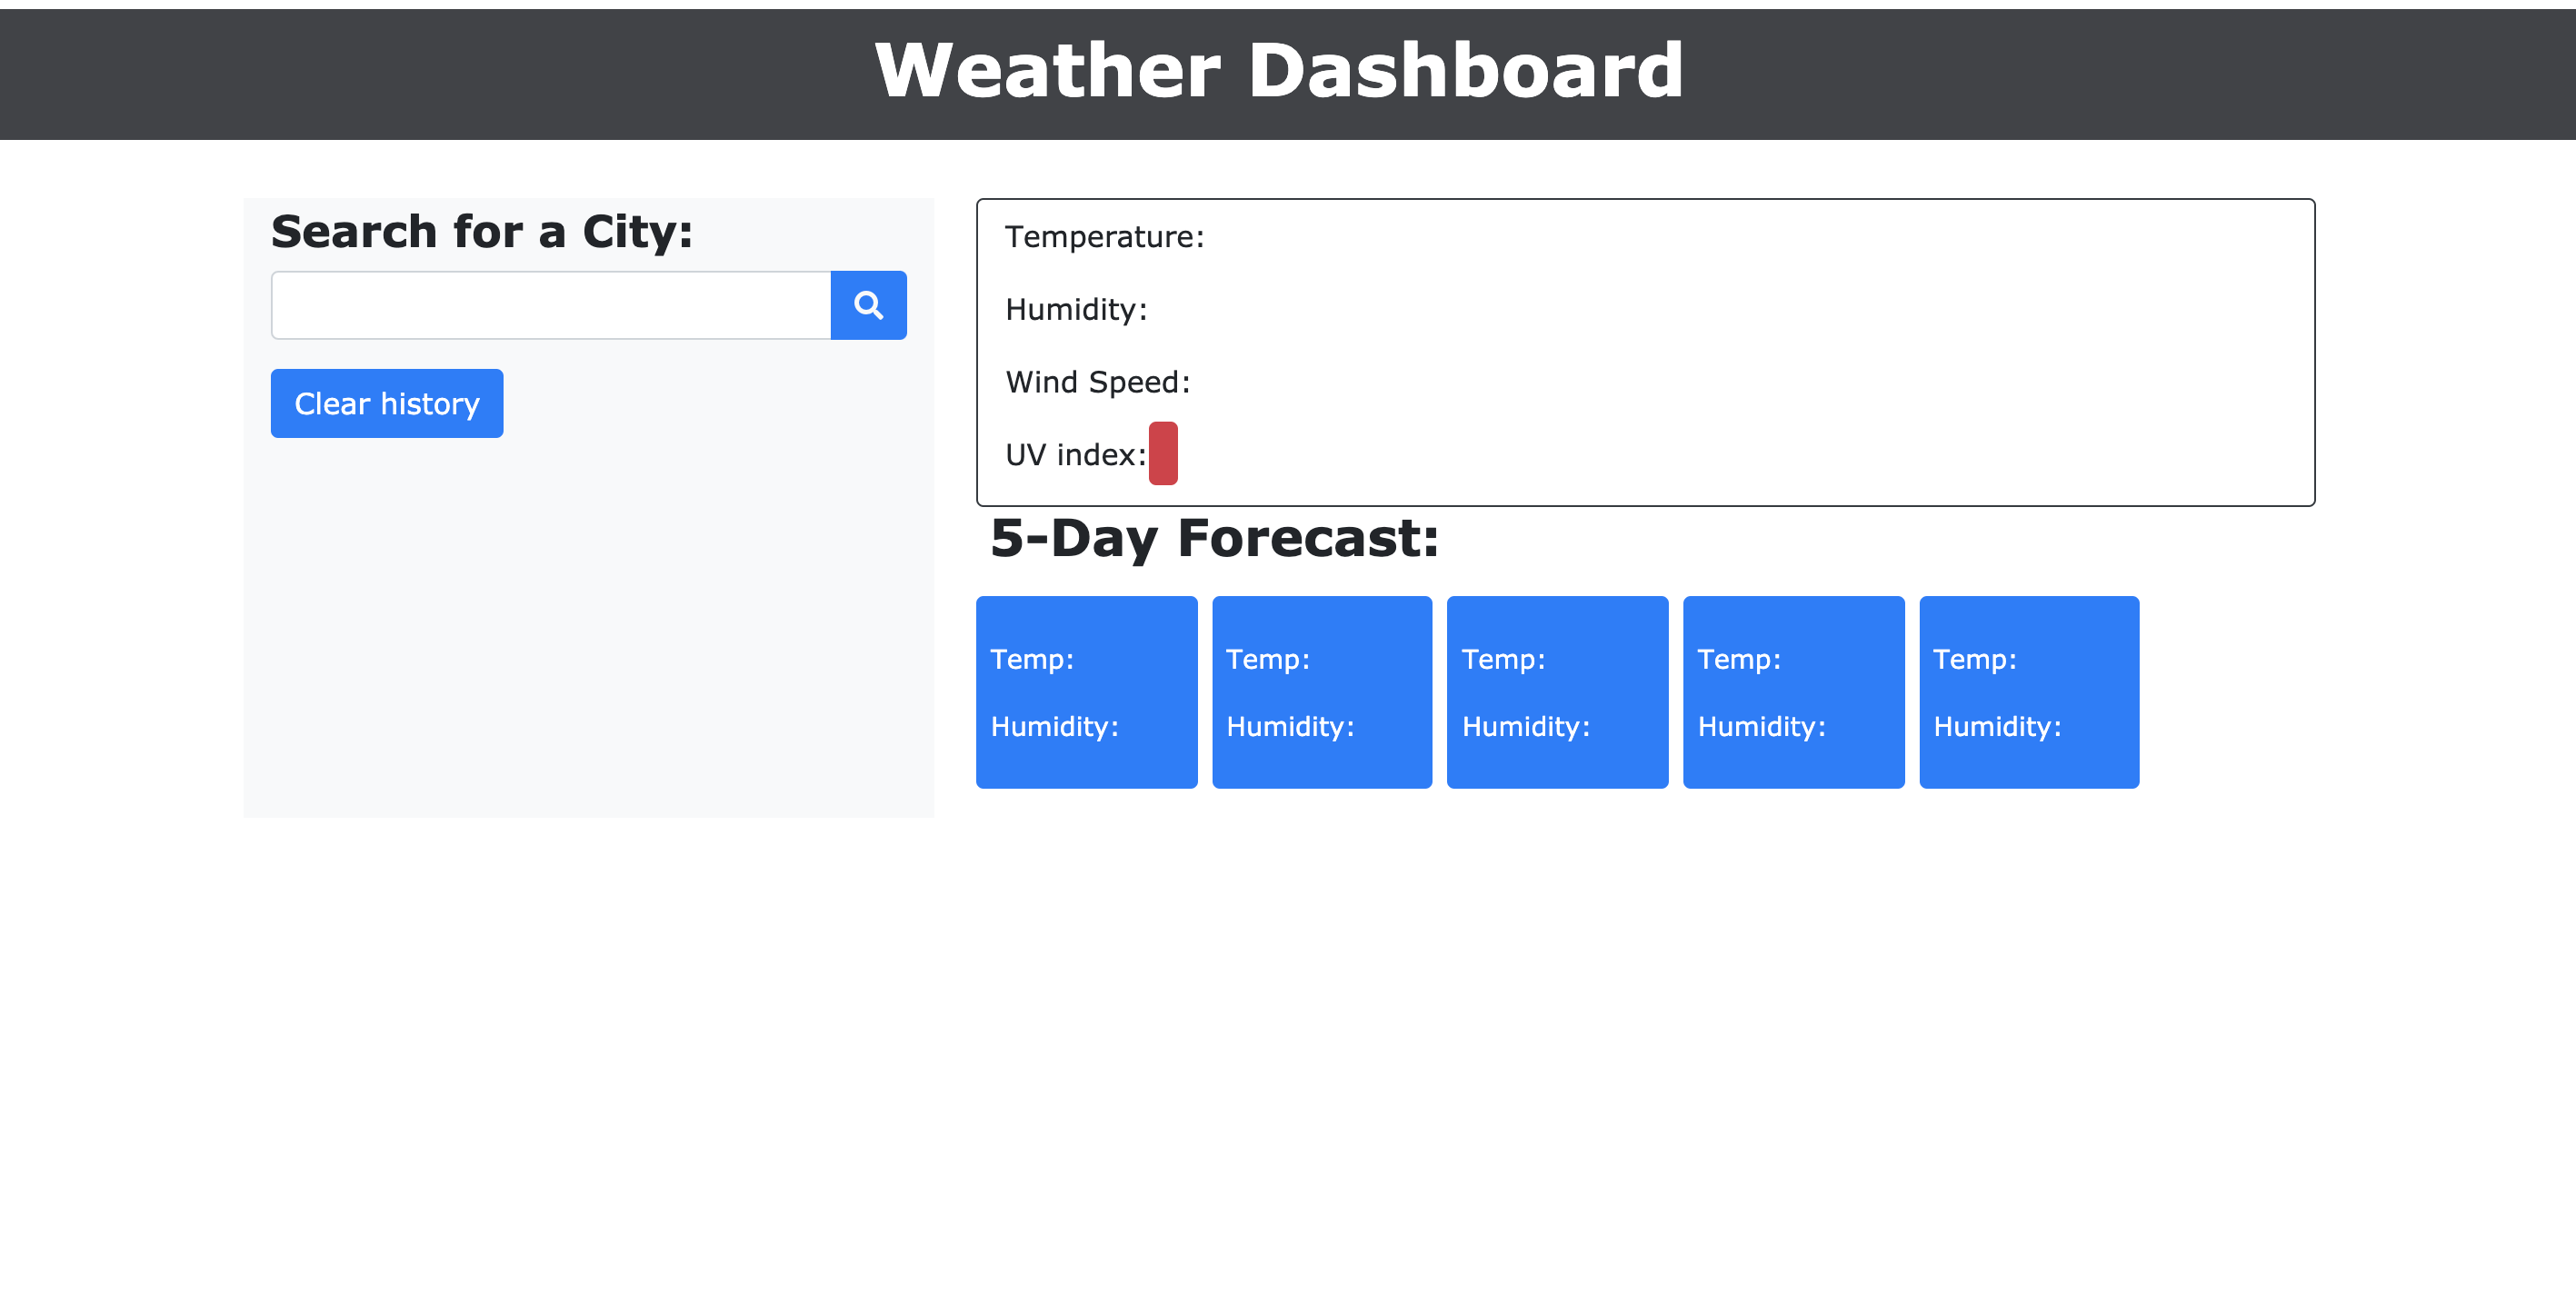 Weather Dashboard
Search for a City:
Clear history
Temperature:
Humidity:
Wind Speed:
UV index:
5-Day Forecast:
Temp:
Humidity:
Temp:
Humidity:
Temp:
Humidity:
Temp:
Humidity:
Temp:
Humidity: